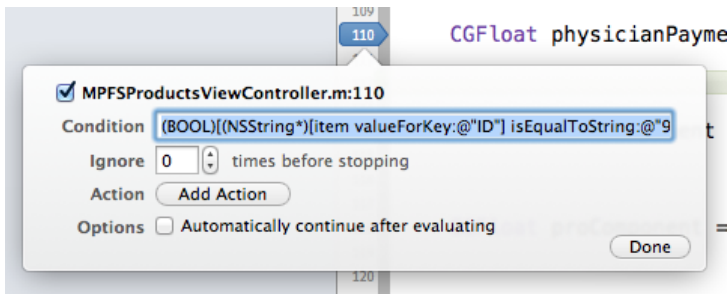 109
110 CGFloat physicianPayme
MPFSProductsViewController.m:110
Condition (BOOL)[(NSString*)[item valueForKey:@"ID"] isEqualToString:@"9
t
Ignore 0 times before stopping
Action Add Action
Options Automatically continue after evaluating
Done
120